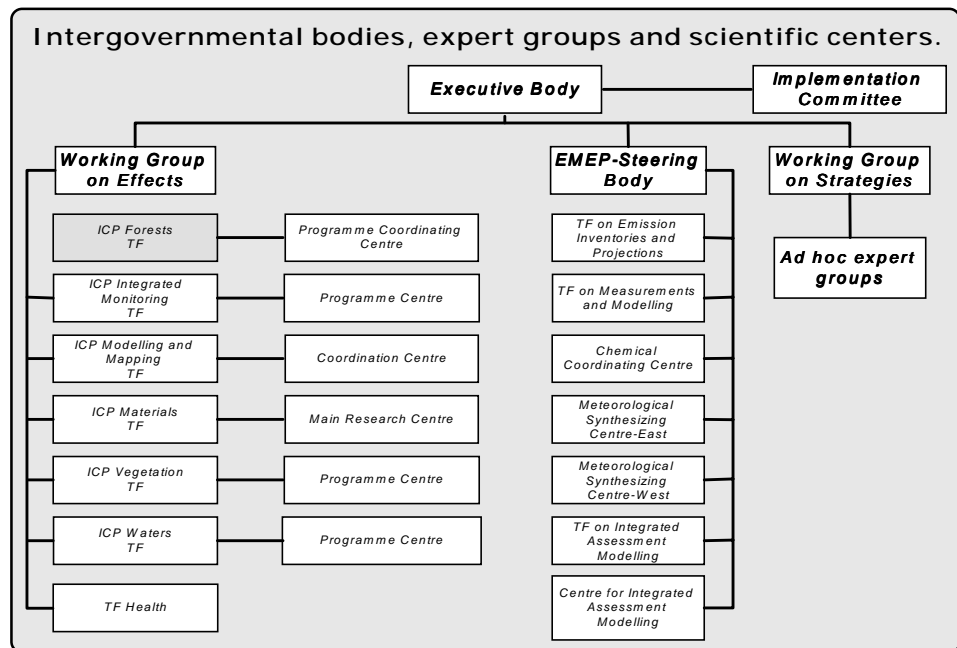 Intergovernmental bodies, expert groups and scientific centers.
Executive Body
Implementation
Committee
Working Group
on Effects
EMEP-Steering
Body
Working Group
on Strategies
ICP Forests
TF
Programme Coordinating
Centre
TF on Emission
Inventories and
Projections
Ad hoc expert
groups
ICP Integrated
Monitoring
TF
Programme Centre
TF on Measurements
and Modelling
ICP Modelling and
Mapping
TF
Coordination Centre
Chemical
Coordinating Centre
ICP Materials
TF
Main Research Centre
Meteorological
Synthesizing
Centre-East
ICP Vegetation
TF
Programme Centre
Meteorological
Synthesizing
Centre-West
ICP Waters
TF
Programme Centre
TF on Integrated
Assessment
Modelling
TF Health
Centre for Integrated
Assessment
Modelling